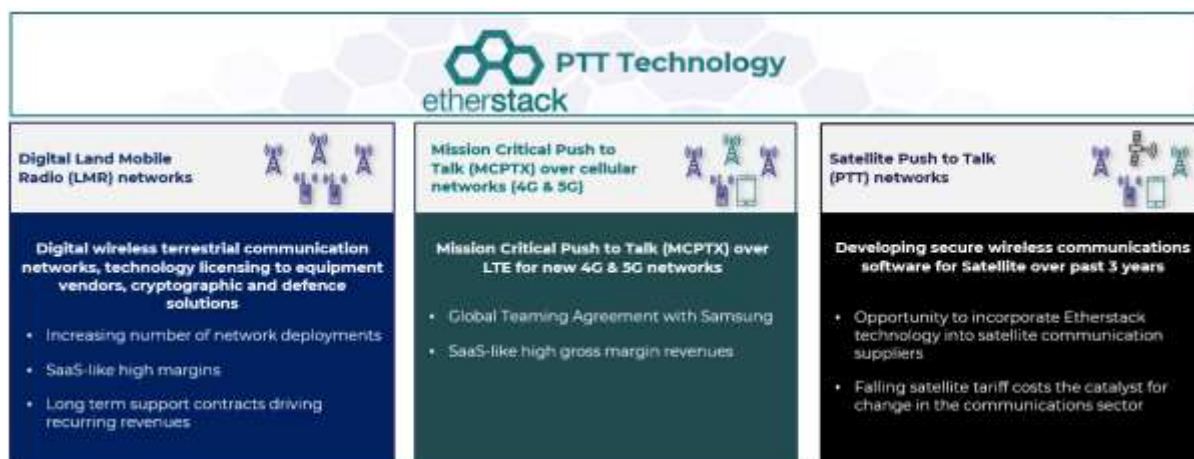 etherstack
PTT Technology
Digital Land Mobile
Radio (LMR) networks
Digital wireless terrestrial communication
networks, technology licensing to equipment
vendors, cryptographic and defence
solutions
• Increasing number of network deployments
• SaaS-like high margins
• Long term support contracts driving
recurring revenues
Mission Critical Push to
Talk (MCPTX) over cellular
networks (4G & 5G)
Mission Critical Push to Talk (MCPTX) over
LTE for new 4G & 5G networks
• Global Teaming Agreement with Samsung
• SaaS-like high gross margin revenues
Satellite Push to Talk
(PTT) networks
Developing secure wireless communications
software for Satellite over past 3 years
• Opportunity to incorporate Etherstack
technology into satellite communication
suppliers
• Falling satellite tariff costs the catalyst for
change in the communications sector